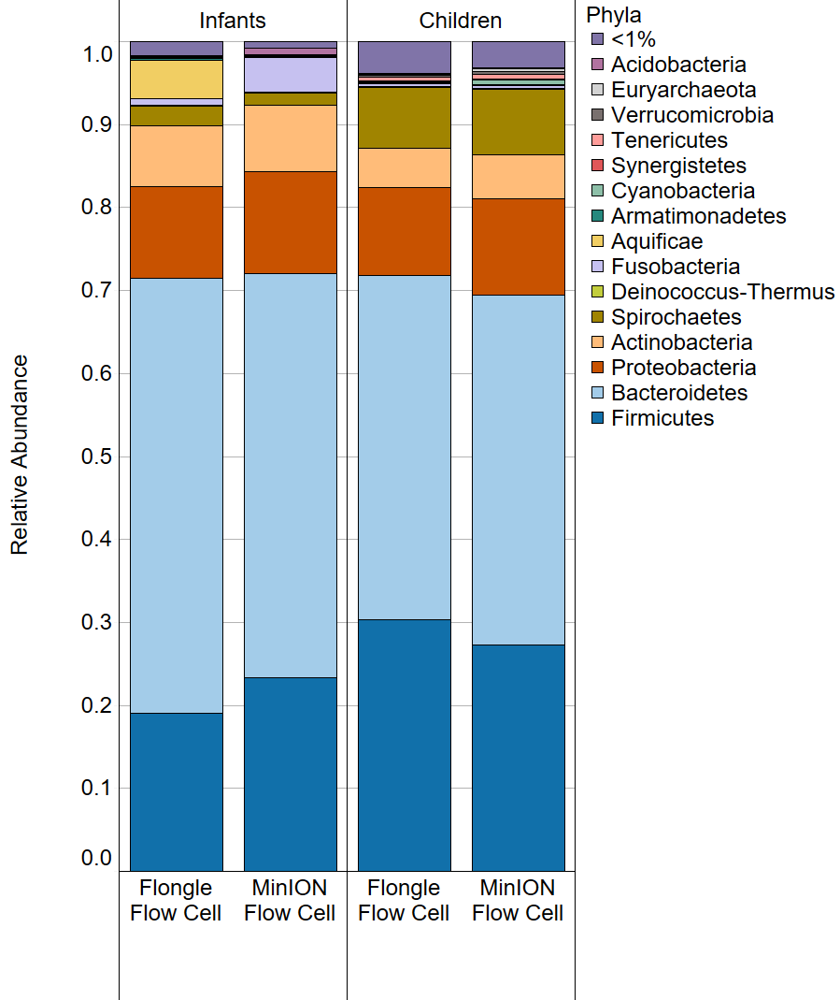 Infants
Children
Phyla
<1%
Acidobacteria
Euryarchaeota
Verrucomicrobia
Tenericutes
Synergistetes
Cyanobacteria
Armatimonadetes
Aquificae
Fusobacteria
Deinococcus-Thermus
Spirochaetes
Actinobacteria
Proteobacteria
Bacteroidetes
Firmicutes
Relative Abundance
1.0
0.9
0.8
0.7
0.6
0.5
0.4
0.3
0.2
0.1
0.0
Flongle
Flow Cell
MinION
Flow Cell
Flongle
Flow Cell
MinION
Flow Cell